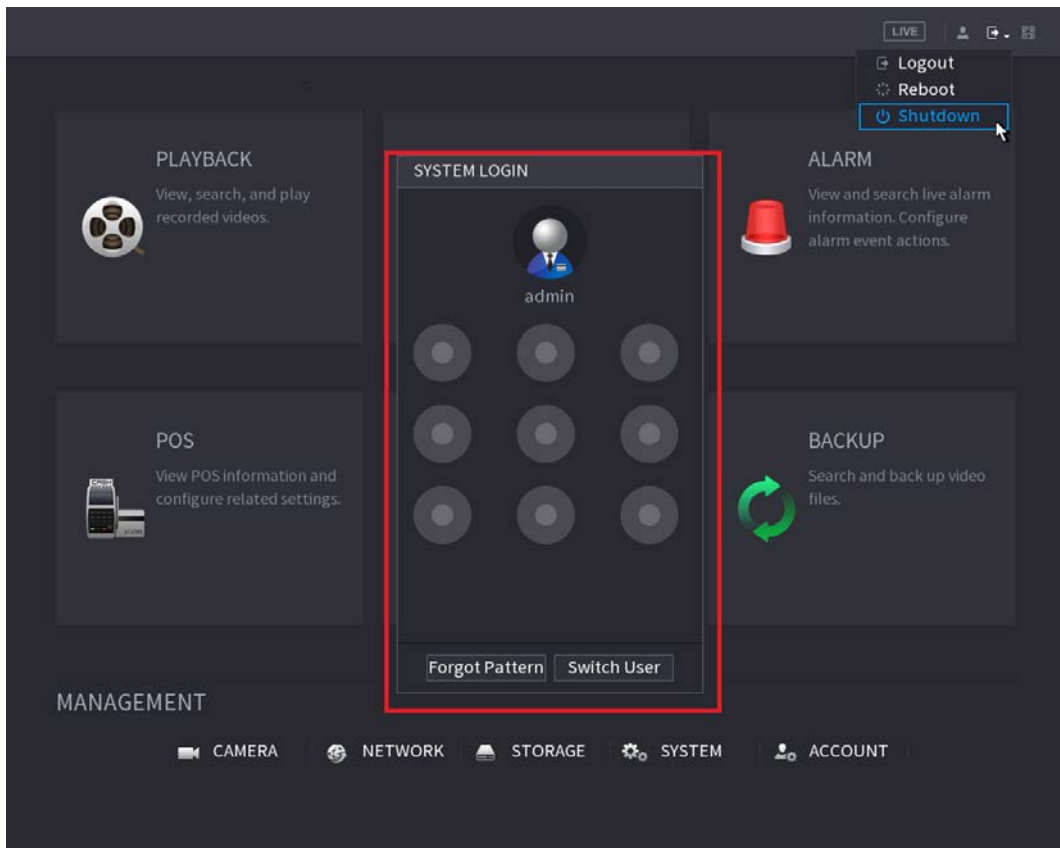 LIVE
Logout
Reboot
Shutdown
PLAYBACK
View, search, and play
recorded videos.
SYSTEM LOGIN
admin
ALARM
View and search live alarm
information. Configure
alarm event actions.
POS
View POS information and
configure related settings.
BACKUP
Search and back up video
files.
Forgot Pattern
Switch User
MANAGEMENT
CAMERA
NETWORK
STORAGE
SYSTEM
ACCOUNT